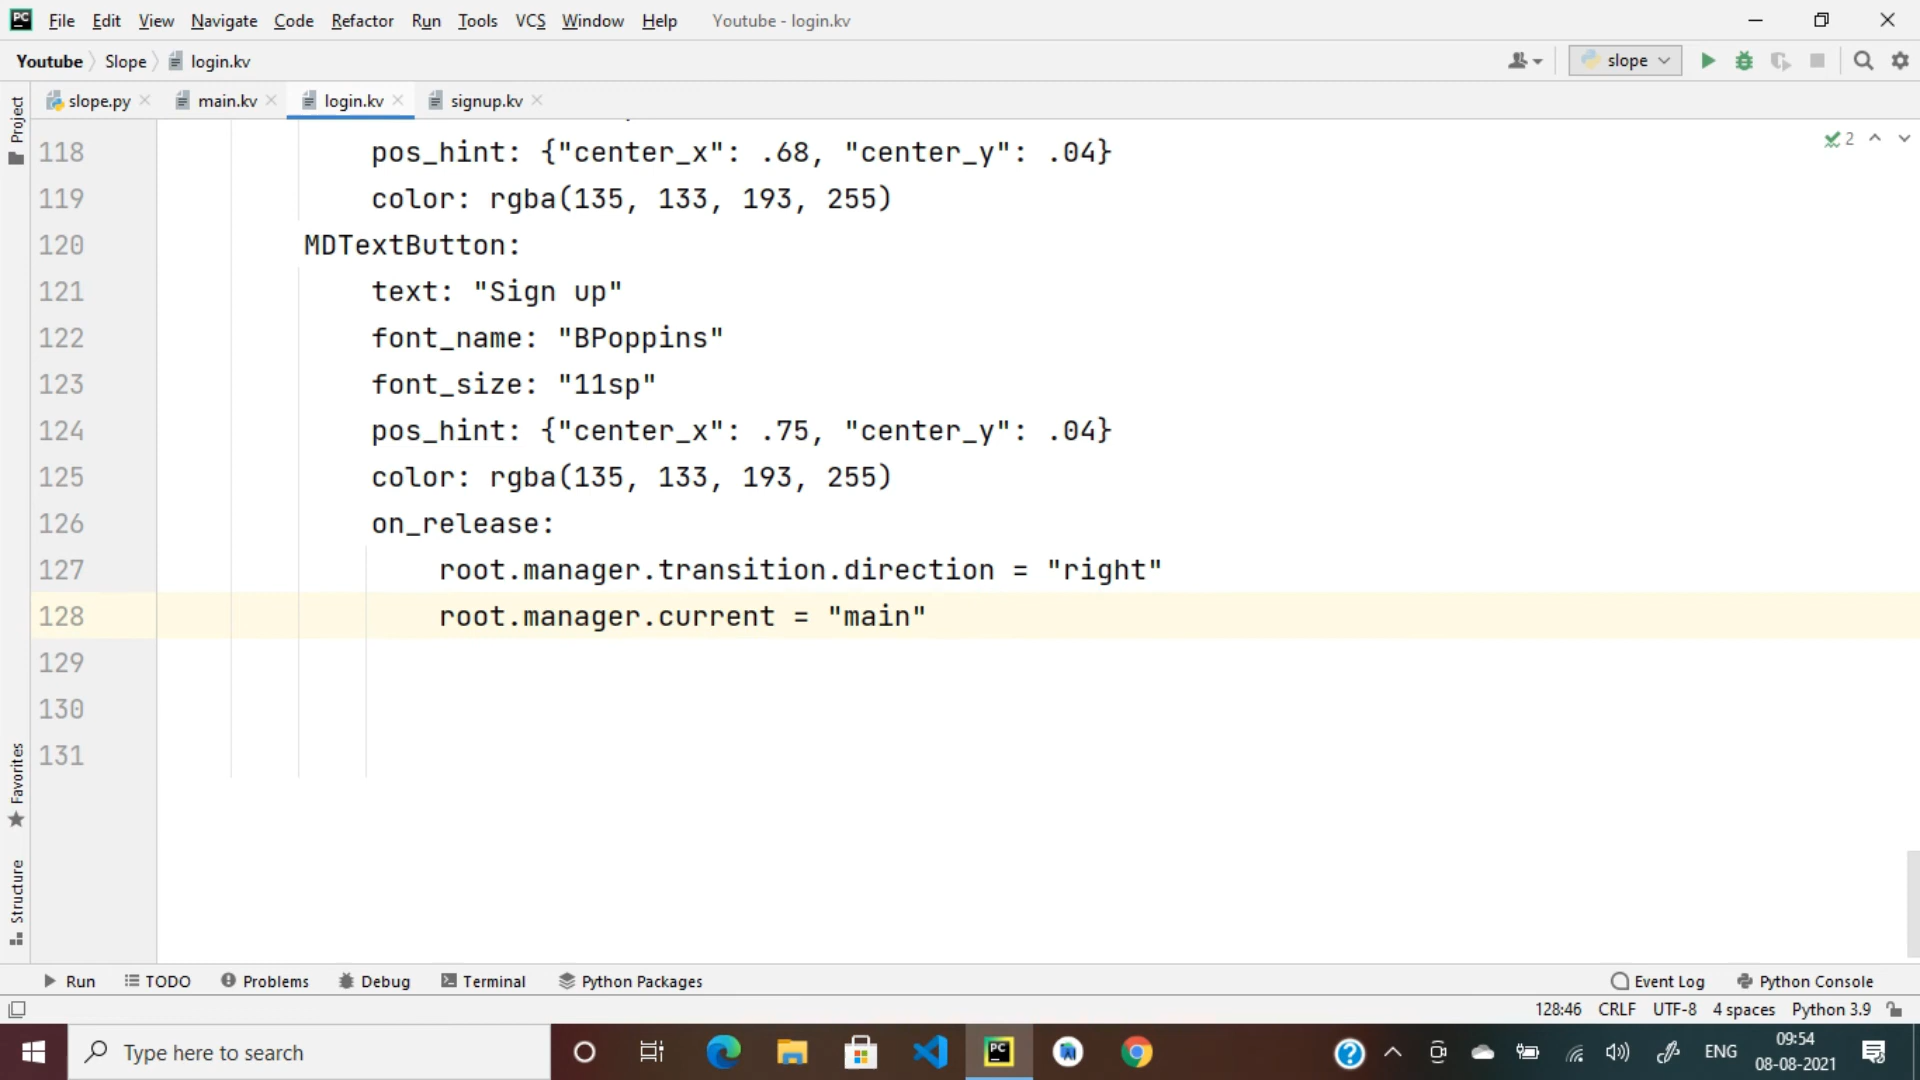 PC File Edit View Navigate Code Refactor Run Tools VCS Window Help Youtube - login.kv
Youtube Slope login.kv
slope
slope.py main.kv login.kv signup.kv
Project
2
118 pos_hint: {"center_x": .68, "center_y": .04}
119 color: rgba(135, 133, 193, 255)
120 MDTextButton:
121 text: "Sign up"
122 font_name: "BPoppins"
123 font_size: "11sp"
124 pos_hint: {"center_x": .75, "center_y": .04}
125 color: rgba(135, 133, 193, 255)
126 on_release:
127 root.manager.transition.direction = "right"
128 root.manager.current = "main"
129
130
131
Favorites
Structure
Run TODO Problems Debug Terminal Python Packages Event Log Python Console
128:46 CRLF UTF-8 4 spaces Python 3.9
Type here to search
PC
ENG
09:54
08-08-2021